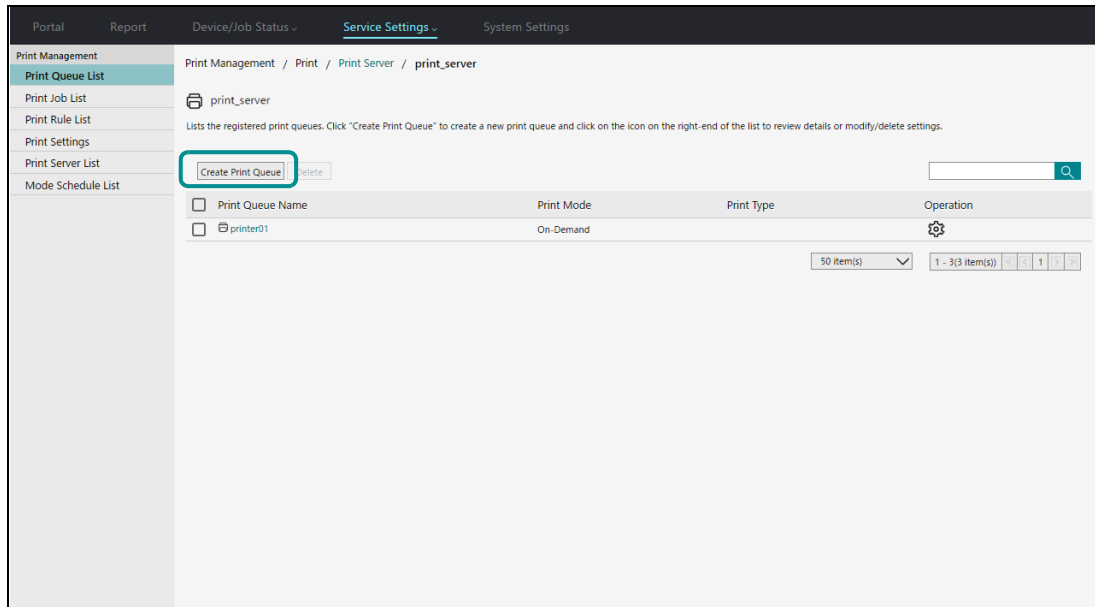 Portal Report Device/Job Status Service Settings System Settings
Print Management
Print Queue List
Print Job List
Print Rule List
Print Settings
Print Server List
Mode Schedule List
Print Management / Print / Print Server / print_server
print_server
Lists the registered print queues. Click "Create Print Queue" to create a new print queue and click on the icon on the right-end of the list to review details or modify/delete settings.
Create Print Queue Delete
Print Queue Name Print Mode Print Type Operation
printer01 On-Demand
50 item(s) 1 - 3(3 item(s)) « < 1 > »